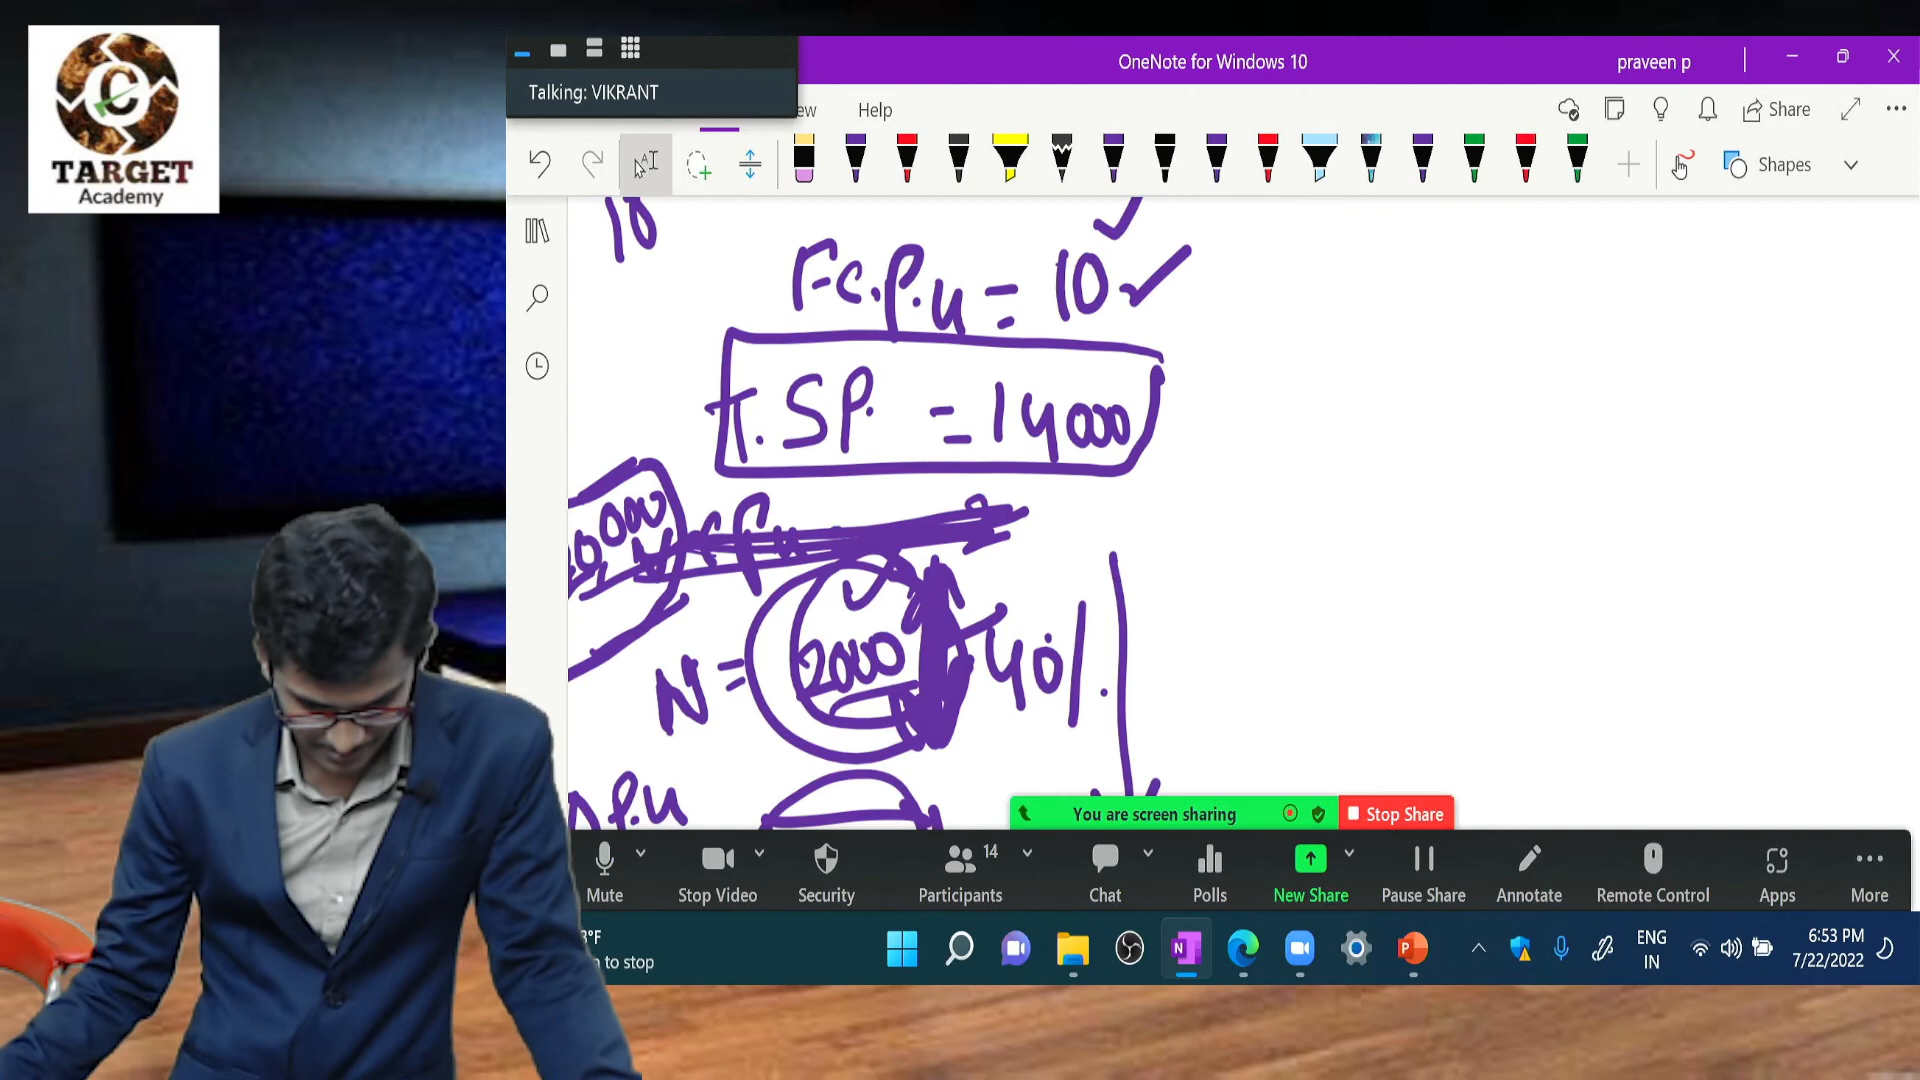 TARGET
Academy
Talking: VIKRANT
OneNote for Windows 10
praveen p
ew
Help
Share
Shapes
18
F.C.P.U = 10
T. SP. = 14000
N = 2000
40%
P.U
You are screen sharing
Stop Share
Mute
Stop Video
Security
Participants
14
Chat
Polls
New Share
Pause Share
Annotate
Remote Control
Apps
More
°F
n to stop
ENG
IN
6:53 PM
7/22/2022